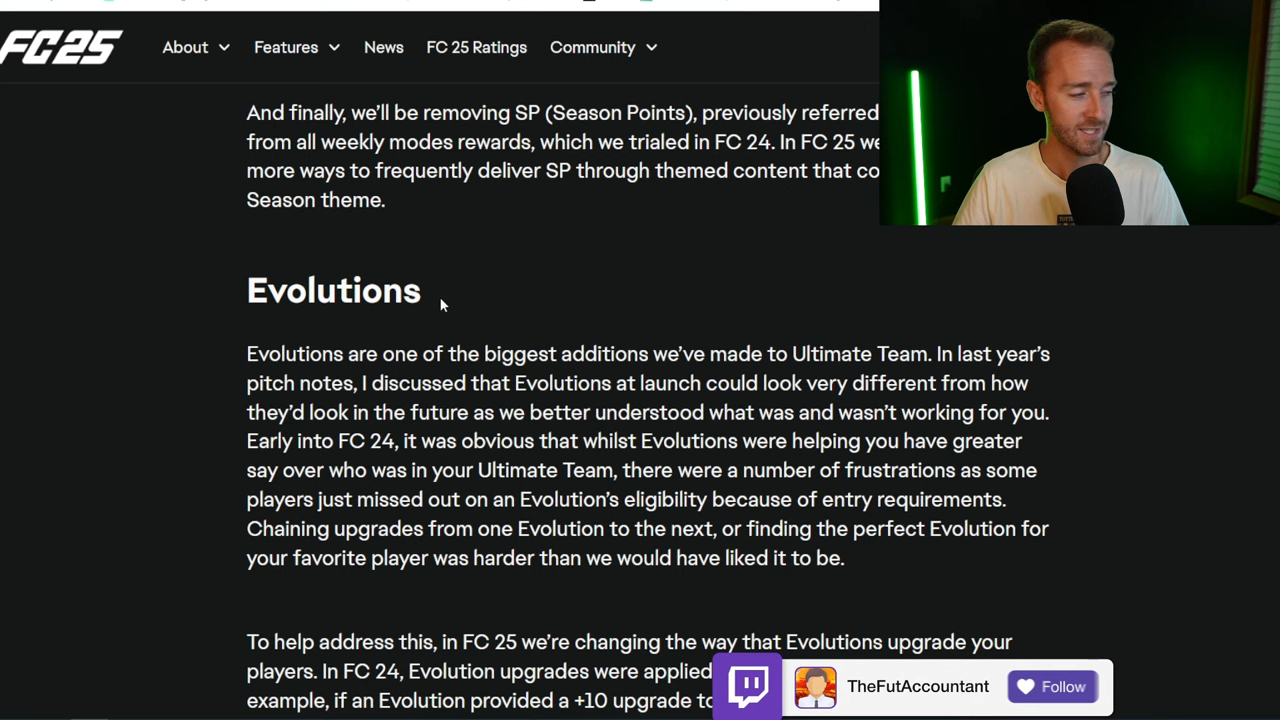 FC25
About
Features
News
FC 25 Ratings
Community
And finally, we'll be removing SP (Season Points), previously referred
from all weekly modes rewards, which we trialed in FC 24. In FC 25 we
more ways to frequently deliver SP through themed content that co
Season theme.
Evolutions
Evolutions are one of the biggest additions we've made to Ultimate Team. In last year's
pitch notes, I discussed that Evolutions at launch could look very different from how
they'd look in the future as we better understood what was and wasn't working for you.
Early into FC 24, it was obvious that whilst Evolutions were helping you have greater
say over who was in your Ultimate Team, there were a number of frustrations as some
players just missed out on an Evolution's eligibility because of entry requirements.
Chaining upgrades from one Evolution to the next, or finding the perfect Evolution for
your favorite player was harder than we would have liked it to be.
To help address this, in FC 25 we're changing the way that Evolutions upgrade your
players. In FC 24, Evolution upgrades were applied
example, if an Evolution provided a +10 upgrade to
TheFutAccountant
Follow